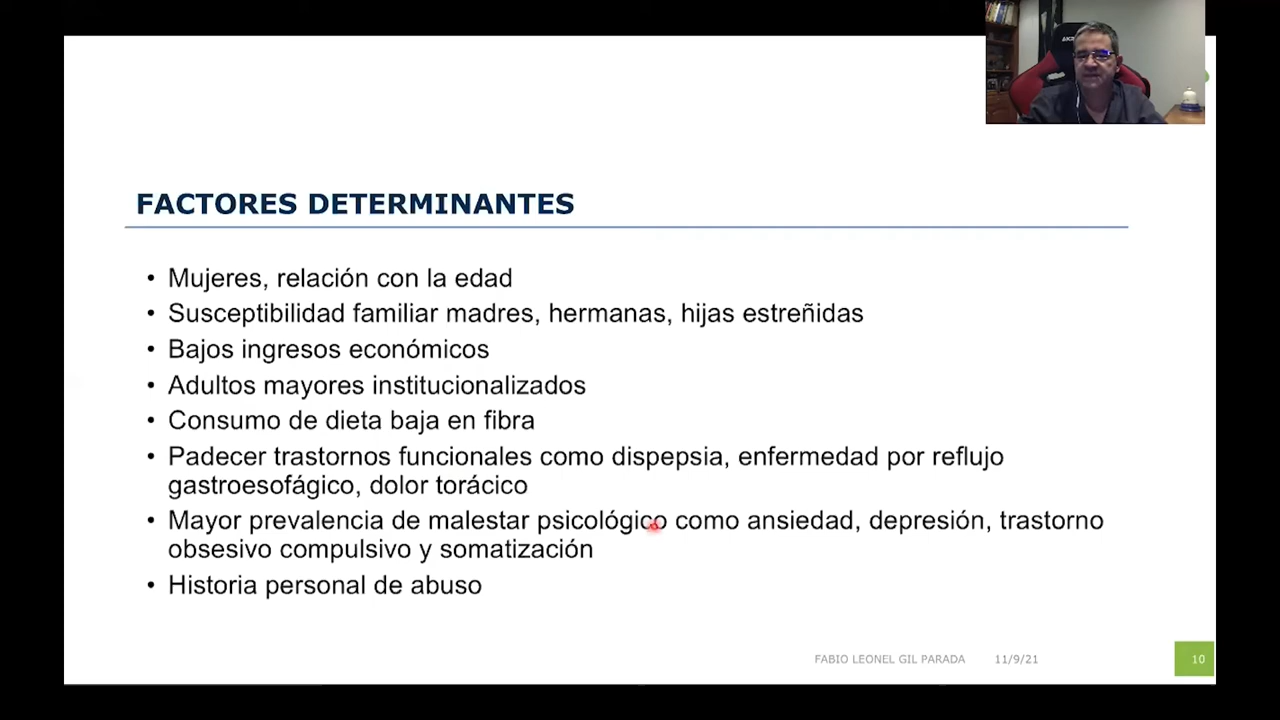 FACTORES DETERMINANTES
• Mujeres, relación con la edad
• Susceptibilidad familiar madres, hermanas, hijas estreñidas
• Bajos ingresos económicos
• Adultos mayores institucionalizados
• Consumo de dieta baja en fibra
• Padecer trastornos funcionales como dispepsia, enfermedad por reflujo
gastroesofágico, dolor torácico
• Mayor prevalencia de malestar psicológico como ansiedad, depresión, trastorno
obsesivo compulsivo y somatización
• Historia personal de abuso
FABIO LEONEL GIL PARADA 11/9/21 10